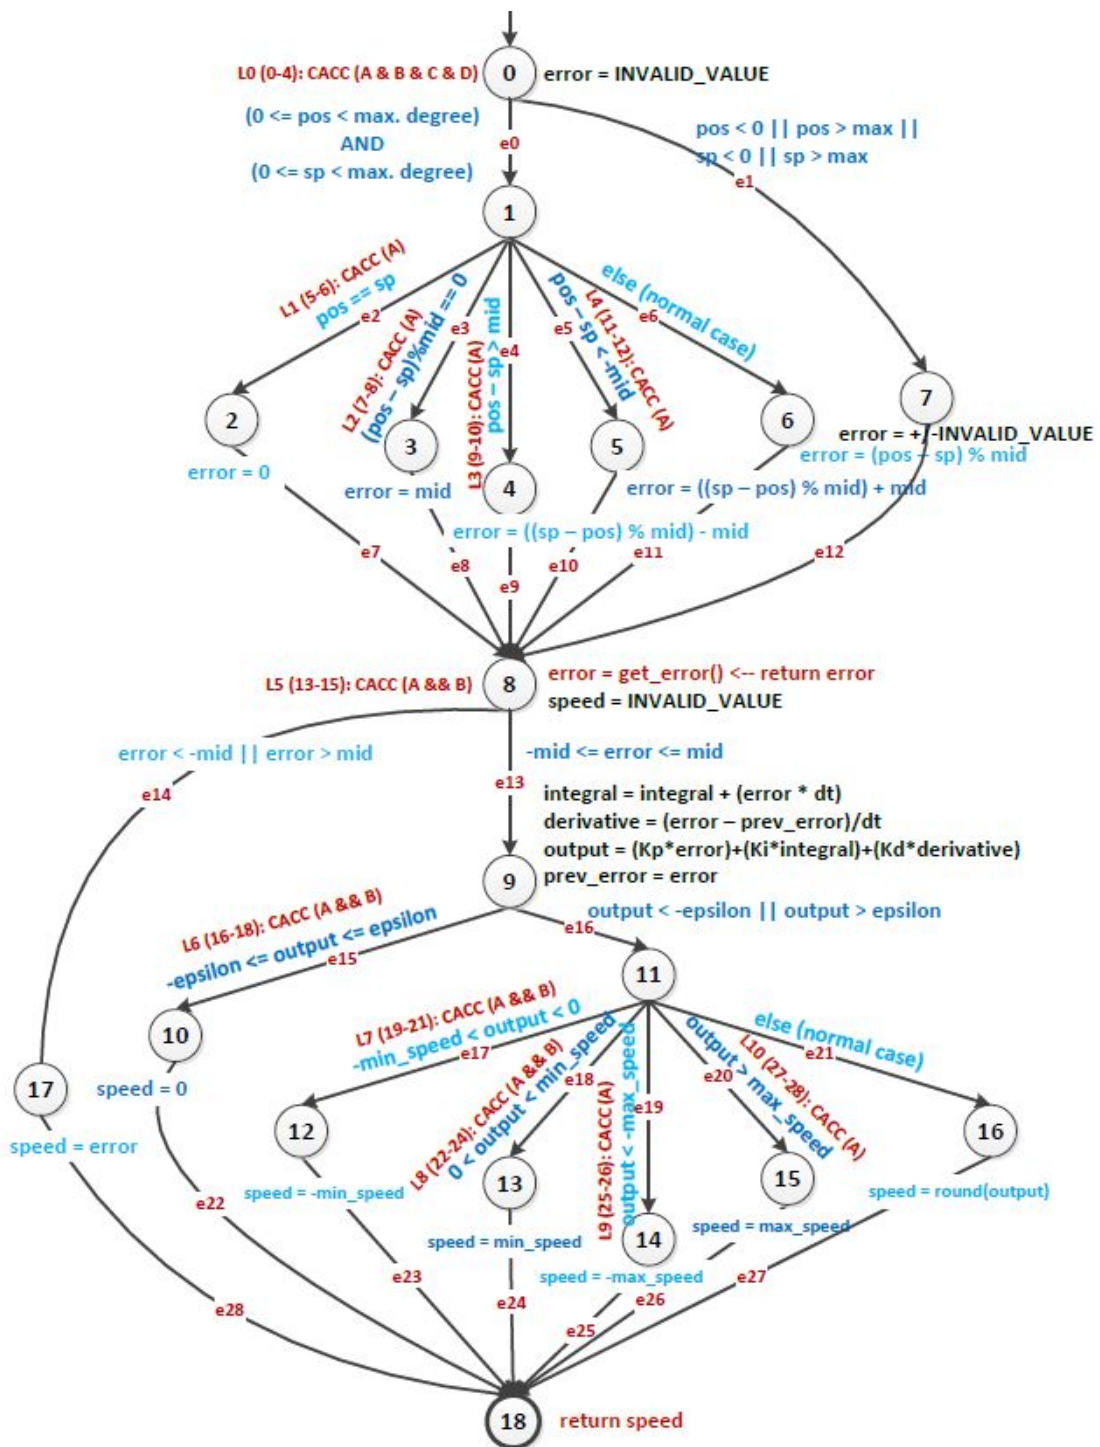 L0 (0-4): CACC (A & B & C & D)
0
error = INVALID_VALUE
(0 <= pos < max. degree)
AND
(0 <= sp < max. degree)
e0
pos < 0 || pos > max ||
sp < 0 || sp > max
e1
1
L1 (5-6): CACC (A)
pos == sp
e2
L2 (7-8): CACC (A)
(pos – sp)%mid == 0
e3
L3 (9-10): CACC (A)
pos – sp > mid
e4
L4 (11-12): CACC (A)
pos – sp < -mid
e5
else (normal case)
e6
2
3
4
5
6
7
error = 0
error = mid
error = ((sp – pos) % mid) - mid
error = ((sp – pos) % mid) + mid
error = (pos – sp) % mid
error = +/-INVALID_VALUE
e7
e8
e9
e10
e11
e12
L5 (13-15): CACC (A && B)
8
error = get_error() <-- return error
speed = INVALID_VALUE
error < -mid || error > mid
e14
-mid <= error <= mid
e13
integral = integral + (error * dt)
derivative = (error – prev_error)/dt
output = (Kp*error)+(Ki*integral)+(Kd*derivative)
prev_error = error
9
L6 (16-18): CACC (A && B)
-epsilon <= output <= epsilon
e15
output < -epsilon || output > epsilon
e16
10
11
speed = 0
L7 (19-21): CACC (A && B)
-min_speed < output < 0
e17
L8 (22-24): CACC (A && B)
0 < output < min_speed
e18
L9 (25-26): CACC (A)
output < -max_speed
e19
L10 (27-28): CACC (A)
output > max_speed
e20
else (normal case)
e21
17
12
13
14
15
16
speed = error
speed = -min_speed
speed = min_speed
speed = -max_speed
speed = max_speed
speed = round(output)
e22
e23
e24
e25
e26
e27
e28
18
return speed